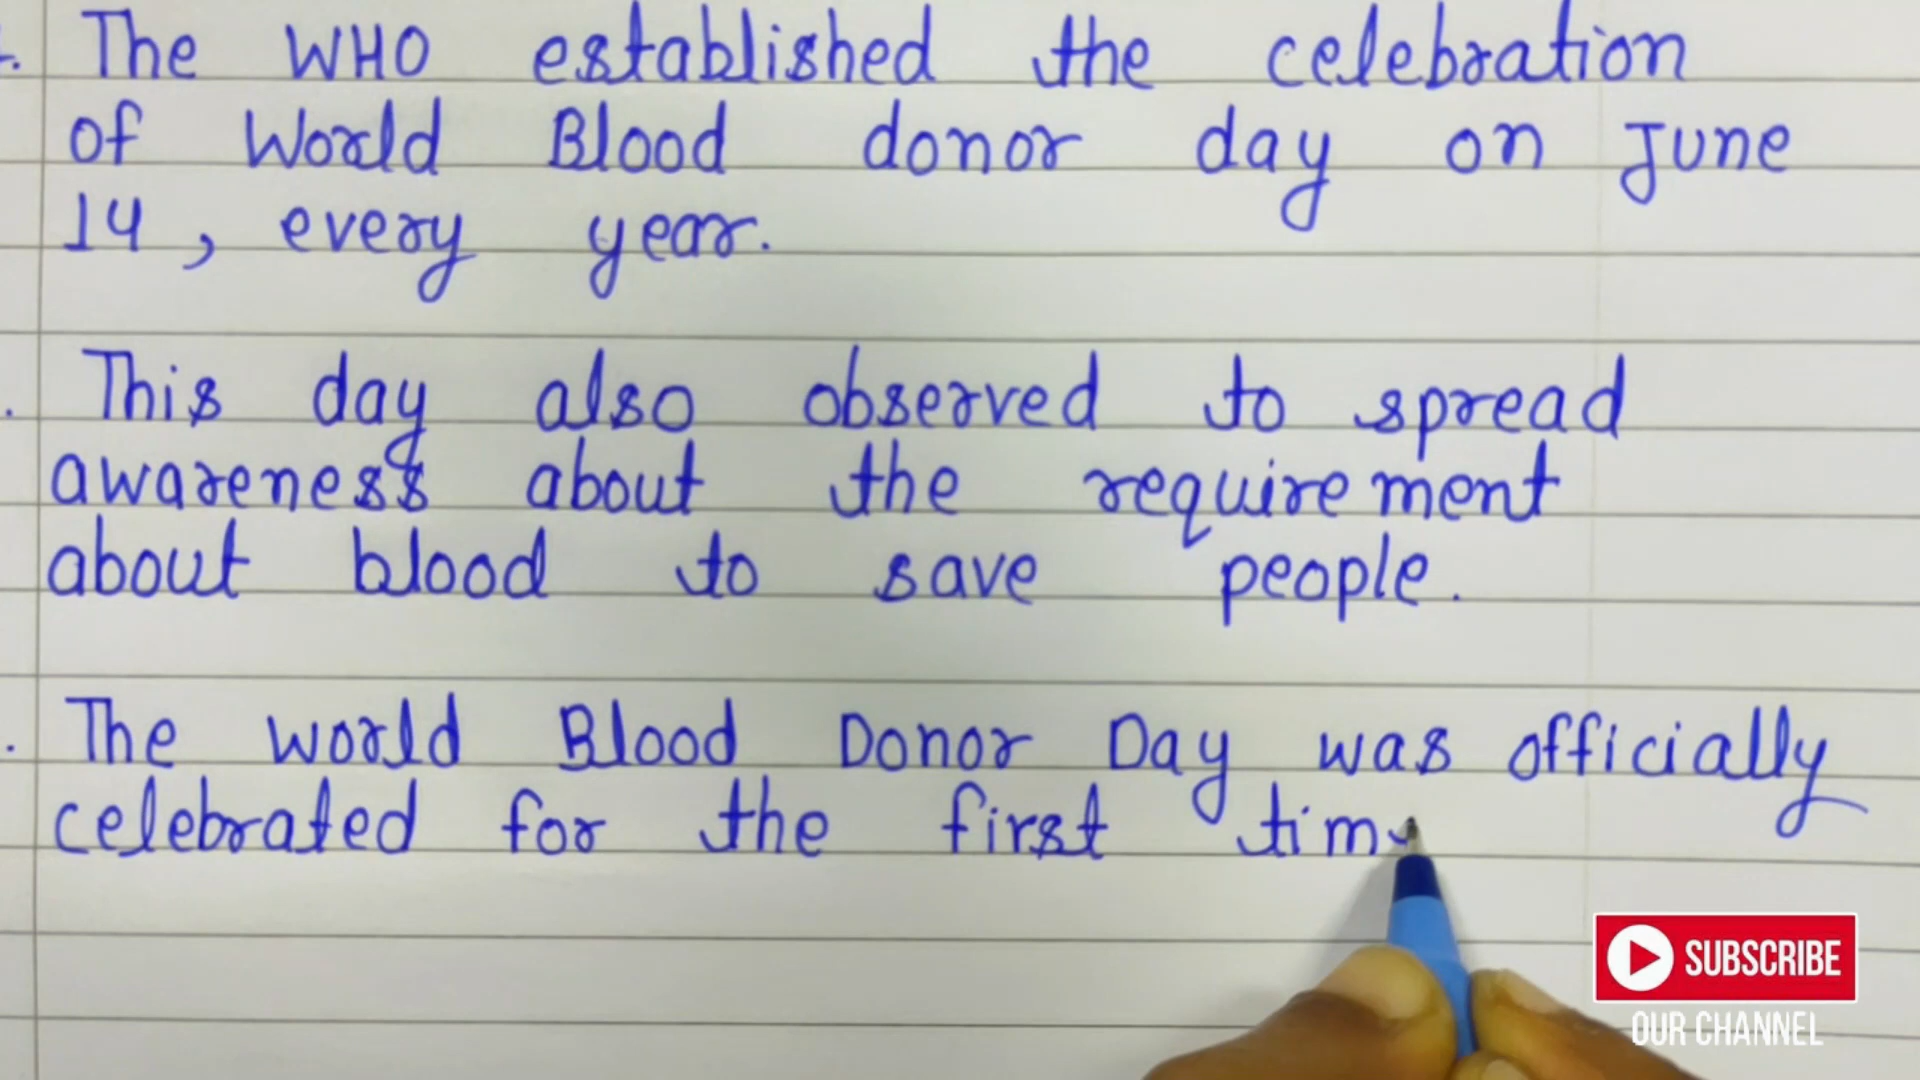 . The WHO established the celebration
of World Blood donor day on June
14, every year.
. This day also observed to spread
awareness about the requirement
about blood to save people.
. The world Blood Donor Day was officially
celebrated for the first tim
SUBSCRIBE
OUR CHANNEL